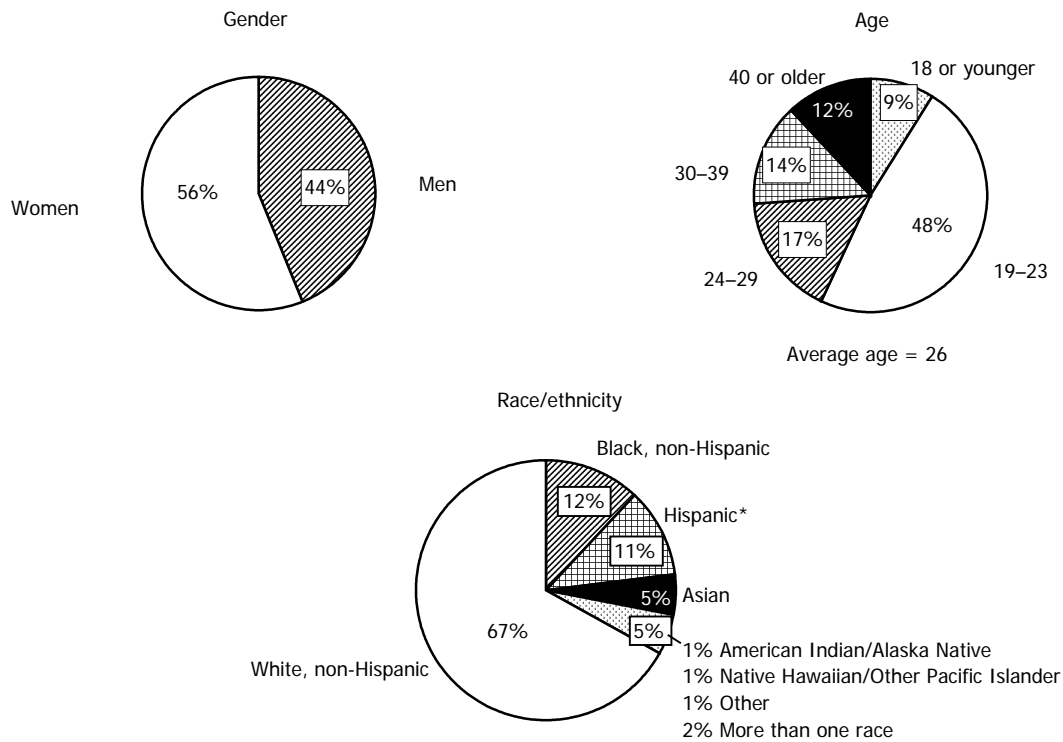 Gender
56%
44%
Women
Men
Age
40 or older
18 or younger
12%
9%
30–39
14%
48%
17%
24–29
19–23
Average age = 26
Race/ethnicity
Black, non-Hispanic
12%
Hispanic*
11%
Asian
5%
5%
67%
White, non-Hispanic
1% American Indian/Alaska Native
1% Native Hawaiian/Other Pacific Islander
1% Other
2% More than one race